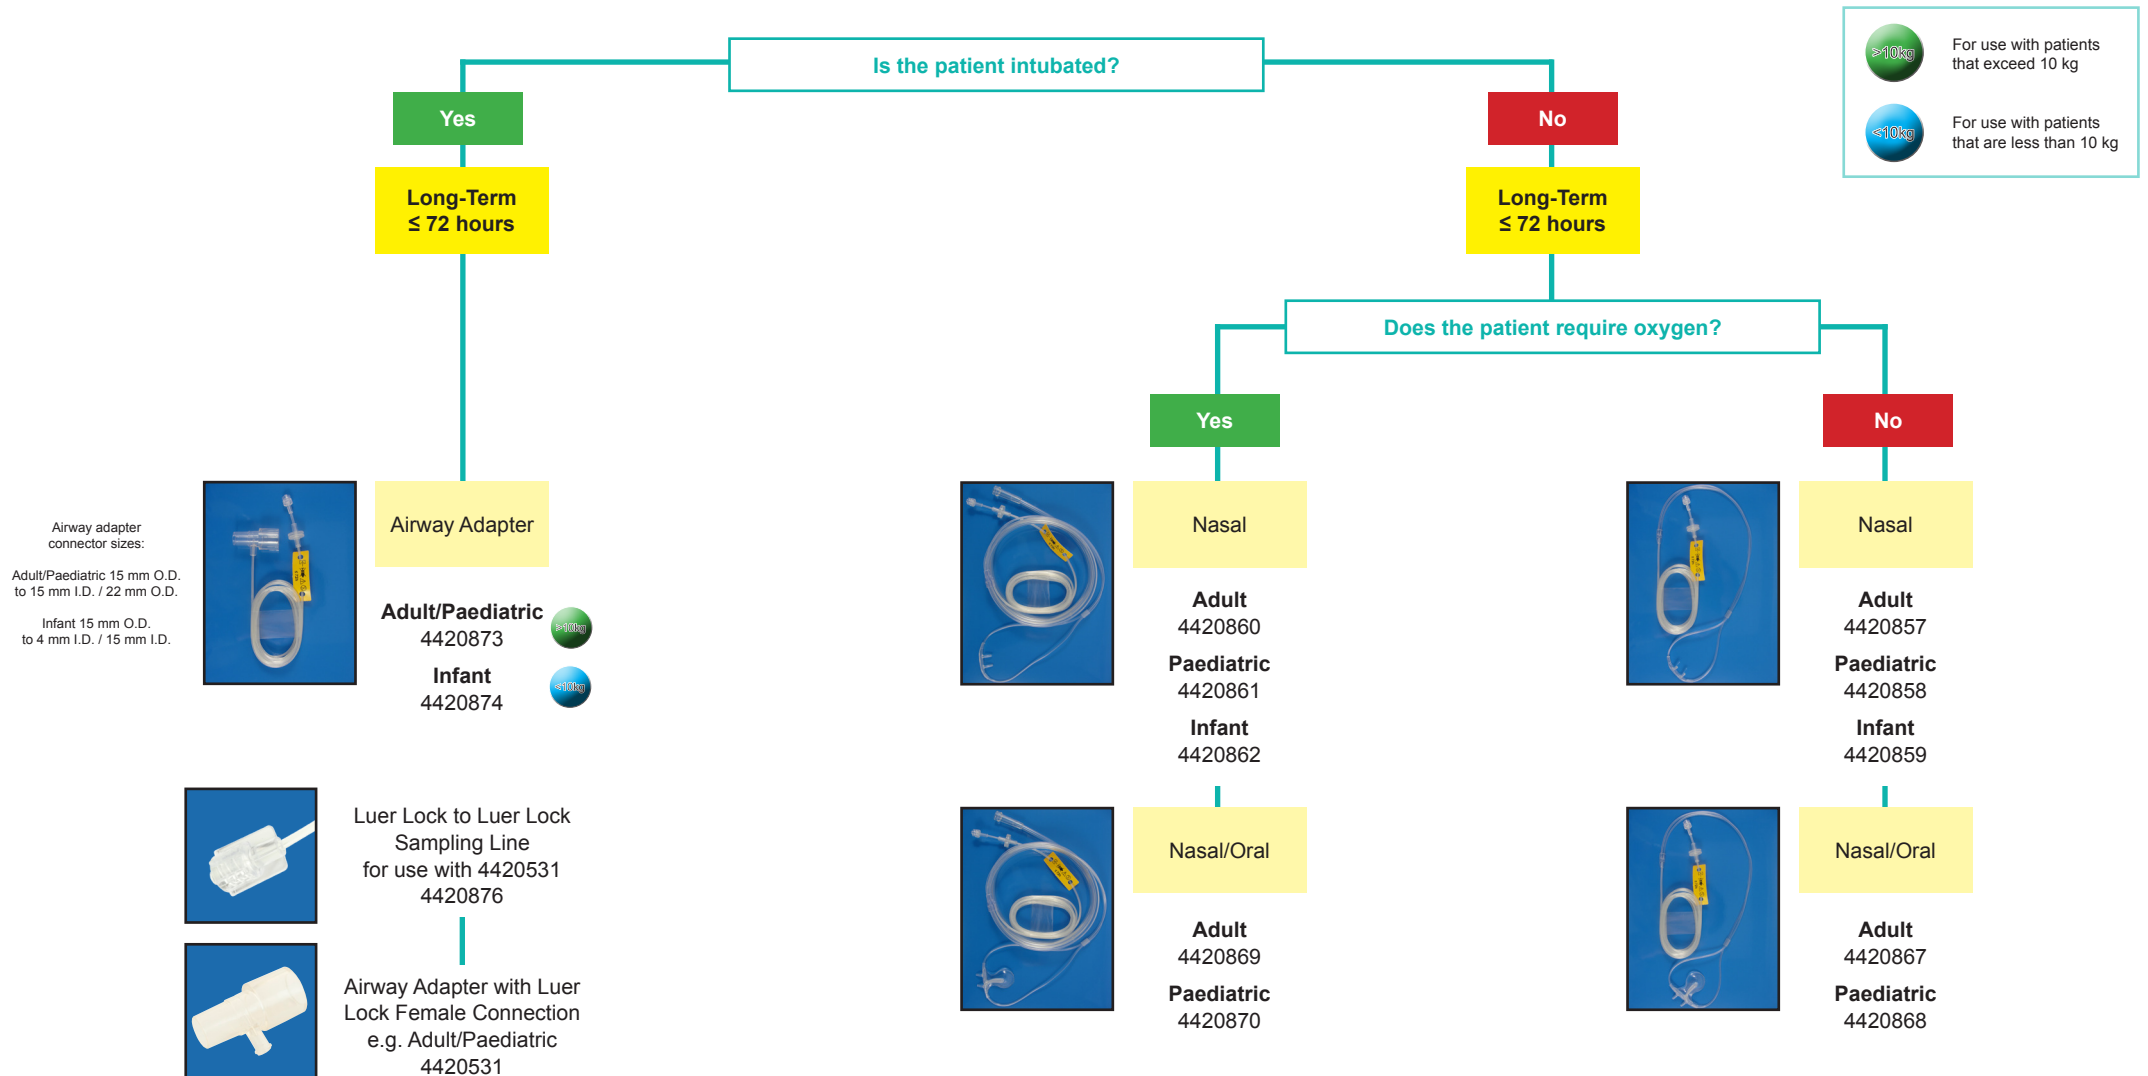 Is the patient intubated?
>10kg
For use with patients
that exceed 10 kg
<10kg
For use with patients
that are less than 10 kg
Yes
No
Long-Term
≤ 72 hours
Long-Term
≤ 72 hours
Does the patient require oxygen?
Yes
No
Airway adapter
connector sizes:
Adult/Paediatric 15 mm O.D.
to 15 mm I.D. / 22 mm O.D.
Infant 15 mm O.D.
to 4 mm I.D. / 15 mm I.D.
Airway Adapter
Adult/Paediatric
4420873
>10kg
Infant
4420874
<10kg
Luer Lock to Luer Lock
Sampling Line
for use with 4420531
4420876
Airway Adapter with Luer
Lock Female Connection
e.g. Adult/Paediatric
4420531
Nasal
Adult
4420860
Paediatric
4420861
Infant
4420862
Nasal/Oral
Adult
4420869
Paediatric
4420870
Nasal
Adult
4420857
Paediatric
4420858
Infant
4420859
Nasal/Oral
Adult
4420867
Paediatric
4420868